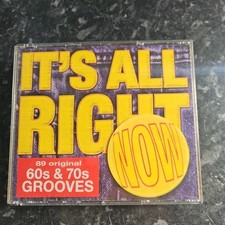 IT'S ALL
RIGHT
NOW
89 original
60s & 70s
GROOVES